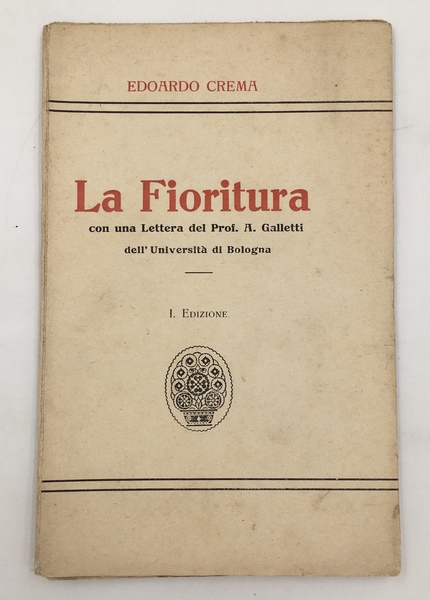 EDOARDO CREMA
La Fioritura
con una Lettera del Prof. A. Galletti
dell'Università di Bologna
I. EDIZIONE